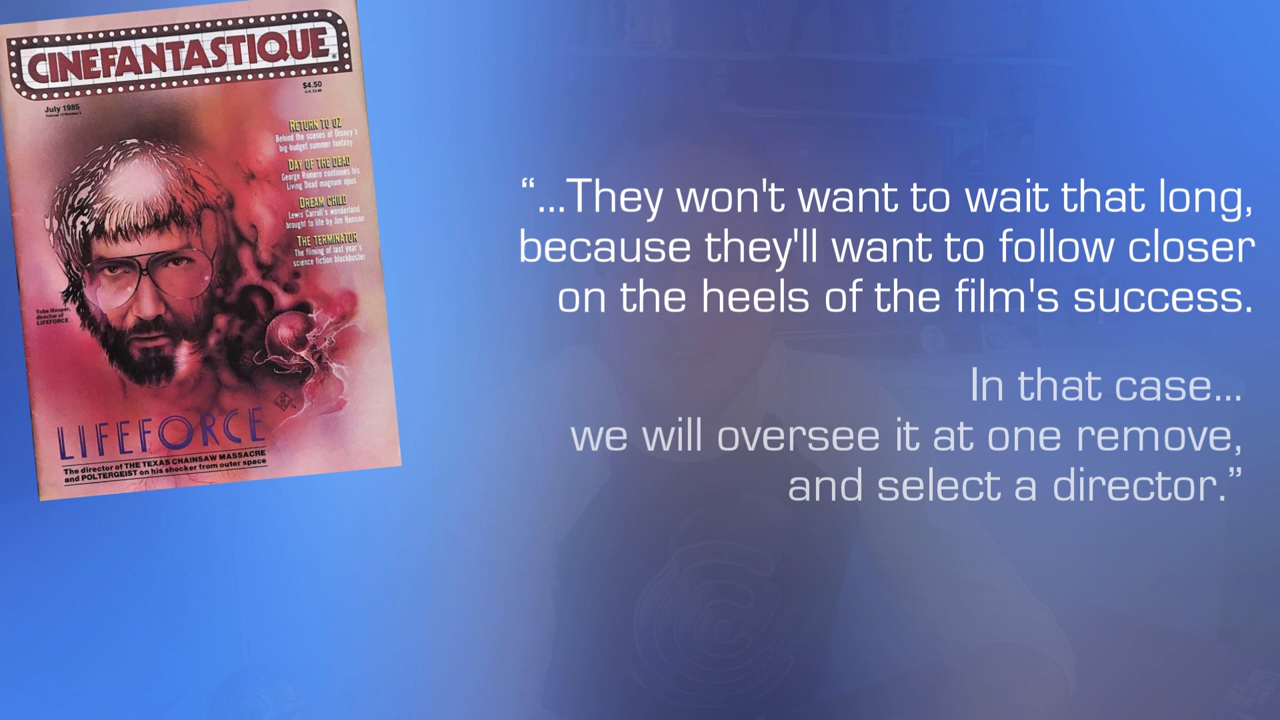 CINEFANTASTIQUE
$4.50
July 1985
RETURN TO OZ
Behind the scenes of Disney's
big-budget summer fantasy
DAY OF THE DEAD
George Romero continues his
Living Dead magnum opus
DREAM CHILD
Lewis Carroll's wonderland
brought to life by Jim Henson
THE TERMINATOR
The filming of last year's
science fiction blockbuster
Tobe Hooper,
director of
LIFEFORCE
LIFEFORCE
The director of THE TEXAS CHAINSAW MASSACRE
and POLTERGEIST on his shocker from outer space
“...They won't want to wait that long,
because they'll want to follow closer
on the heels of the film's success.
In that case...
we will oversee it at one remove,
and select a director.”